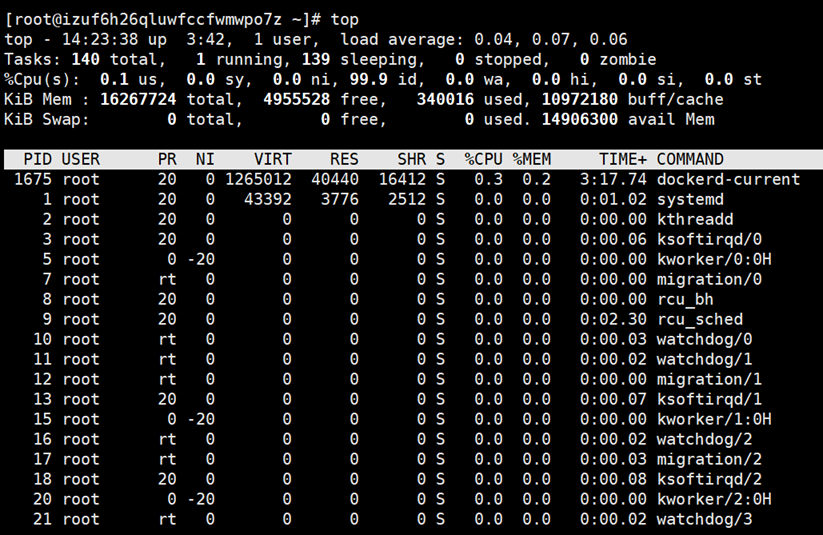 [root@izuf6h26qluwfccfwmwpo7z ~]# top
top - 14:23:38 up  3:42,  1 user,  load average: 0.04, 0.07, 0.06
Tasks: 140 total,   1 running, 139 sleeping,   0 stopped,   0 zombie
%Cpu(s):  0.1 us,  0.0 sy,  0.0 ni, 99.9 id,  0.0 wa,  0.0 hi,  0.0 si,  0.0 st
KiB Mem : 16267724 total,  4955528 free,   340016 used, 10972180 buff/cache
KiB Swap:        0 total,        0 free,        0 used. 14906300 avail Mem
  PID USER      PR  NI    VIRT    RES    SHR S  %CPU %MEM     TIME+ COMMAND
 1675 root      20   0 1265012  40440  16412 S   0.3  0.2   3:17.74 dockerd-current
    1 root      20   0   43392   3776   2512 S   0.0  0.0   0:01.02 systemd
    2 root      20   0       0      0      0 S   0.0  0.0   0:00.00 kthreadd
    3 root      20   0       0      0      0 S   0.0  0.0   0:00.06 ksoftirqd/0
    5 root       0 -20       0      0      0 S   0.0  0.0   0:00.00 kworker/0:0H
    7 root      rt   0       0      0      0 S   0.0  0.0   0:00.00 migration/0
    8 root      20   0       0      0      0 S   0.0  0.0   0:00.00 rcu_bh
    9 root      20   0       0      0      0 S   0.0  0.0   0:02.30 rcu_sched
   10 root      rt   0       0      0      0 S   0.0  0.0   0:00.03 watchdog/0
   11 root      rt   0       0      0      0 S   0.0  0.0   0:00.02 watchdog/1
   12 root      rt   0       0      0      0 S   0.0  0.0   0:00.00 migration/1
   13 root      20   0       0      0      0 S   0.0  0.0   0:00.07 ksoftirqd/1
   15 root       0 -20       0      0      0 S   0.0  0.0   0:00.00 kworker/1:0H
   16 root      rt   0       0      0      0 S   0.0  0.0   0:00.02 watchdog/2
   17 root      rt   0       0      0      0 S   0.0  0.0   0:00.03 migration/2
   18 root      20   0       0      0      0 S   0.0  0.0   0:00.08 ksoftirqd/2
   20 root       0 -20       0      0      0 S   0.0  0.0   0:00.00 kworker/2:0H
   21 root      rt   0       0      0      0 S   0.0  0.0   0:00.02 watchdog/3